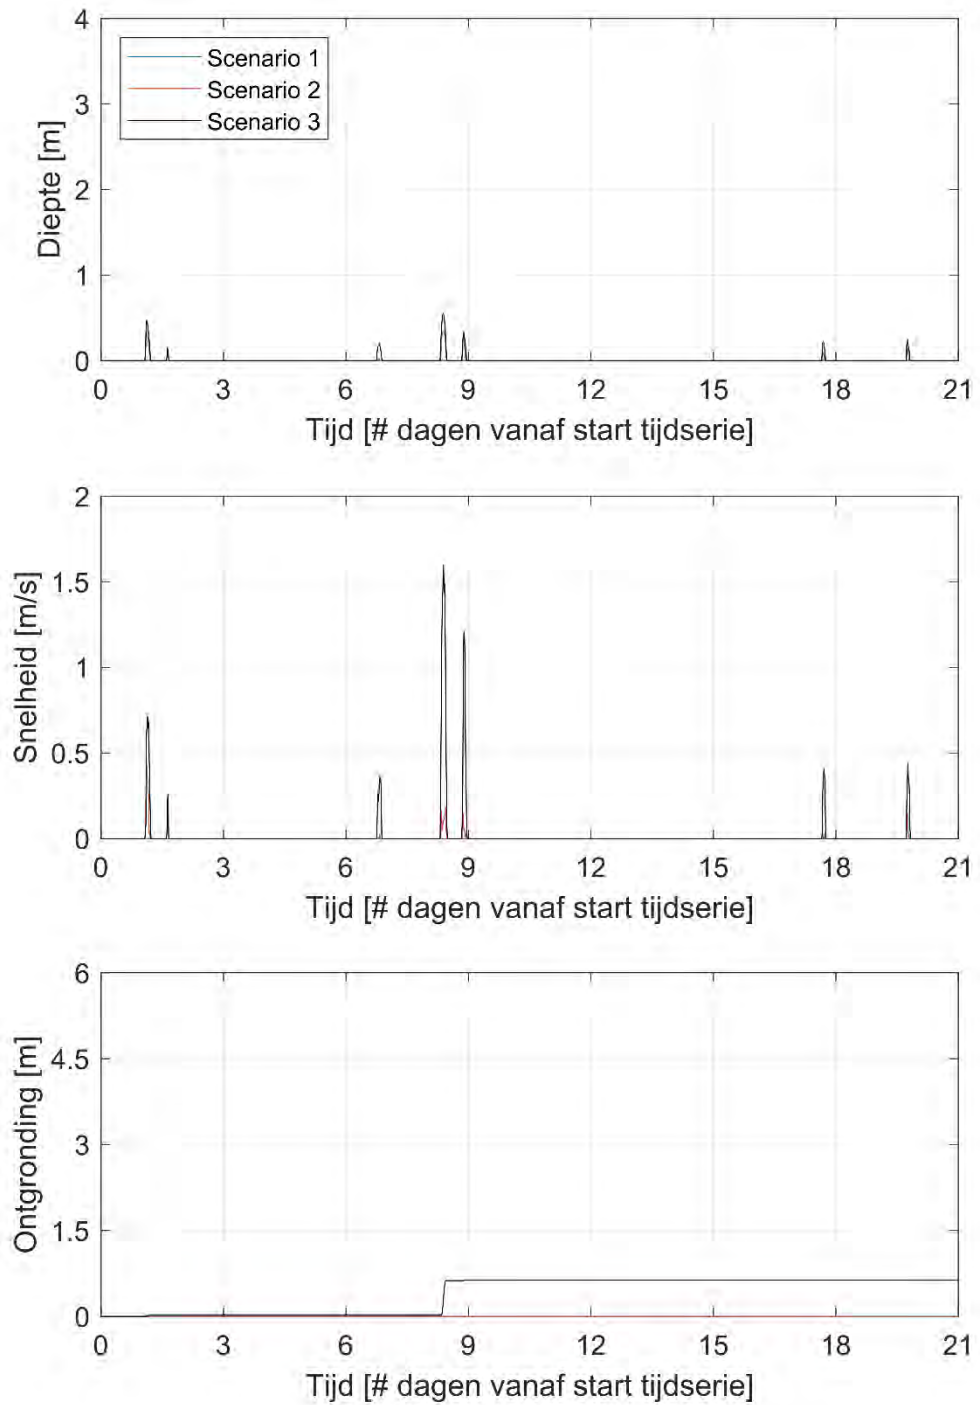 Diepte [m]
4
3
2
1
0
Scenario 1
Scenario 2
Scenario 3
0 3 6 9 12 15 18 21
Tijd [# dagen vanaf start tijdserie]
Snelheid [m/s]
2
1.5
1
0.5
0
0 3 6 9 12 15 18 21
Tijd [# dagen vanaf start tijdserie]
Ontgronding [m]
6
4.5
3
1.5
0
0 3 6 9 12 15 18 21
Tijd [# dagen vanaf start tijdserie]